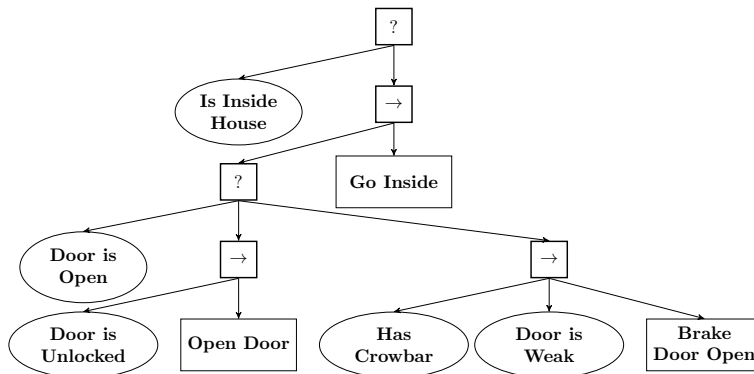 ?
Is Inside
House
→
?
Go Inside
Door is
Open
→
→
Door is
Unlocked
Open Door
Has
Crowbar
Door is
Weak
Brake
Door Open